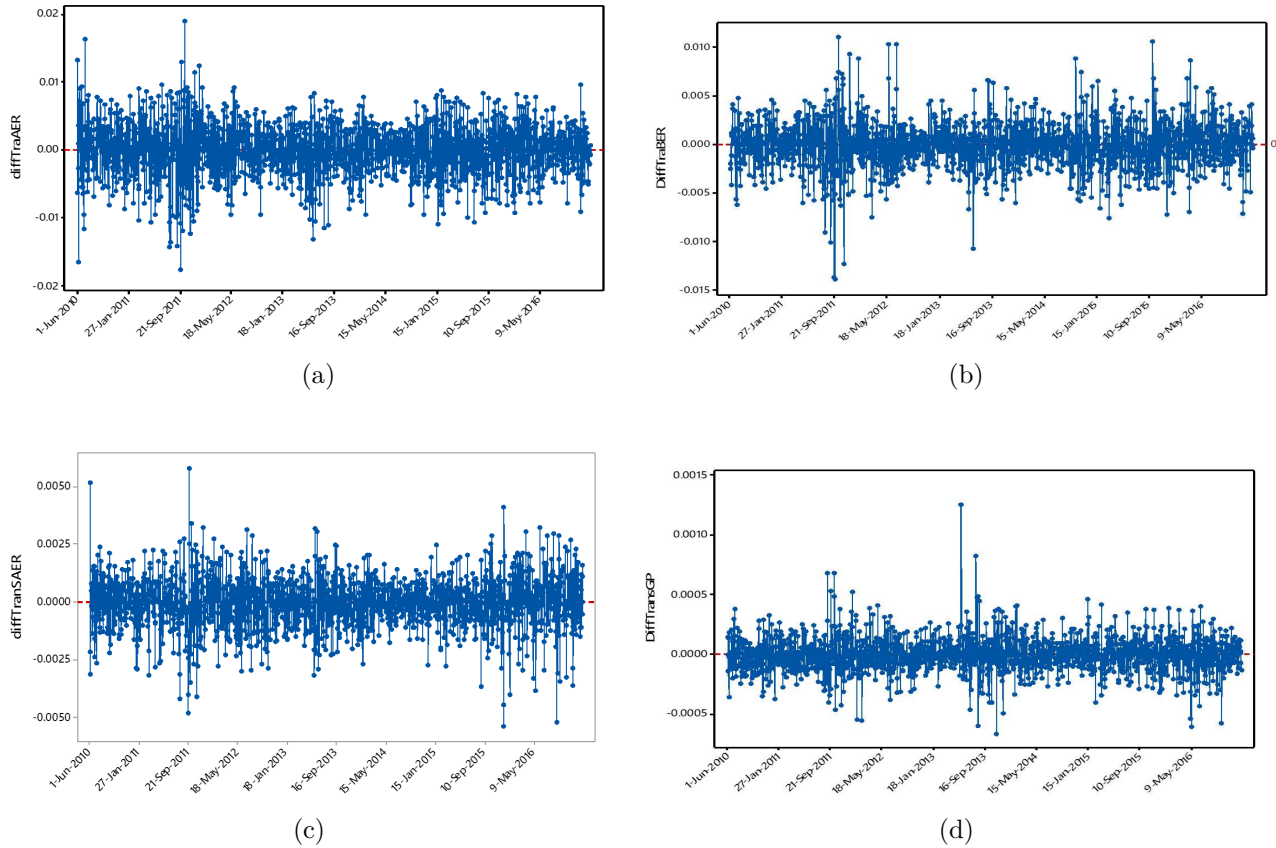 0.02
0.01
0.00
-0.01
-0.02
diffTraAER
1-Jun-2010
27-Jan-2011
21-Sep-2011
18-May-2012
18-Jan-2013
16-Sep-2013
15-May-2014
15-Jan-2015
10-Sep-2015
9-May-2016
(a)
0.010
0.005
0.000
-0.005
-0.010
-0.015
DiffTraBER
0
1-Jun-2010
27-Jan-2011
21-Sep-2011
18-May-2012
18-Jan-2013
16-Sep-2013
15-May-2014
15-Jan-2015
10-Sep-2015
9-May-2016
(b)
0.0050
0.0025
0.0000
-0.0025
-0.0050
diffTranSAER
1-Jun-2010
27-Jan-2011
21-Sep-2011
18-May-2012
18-Jan-2013
16-Sep-2013
15-May-2014
15-Jan-2015
10-Sep-2015
9-May-2016
(c)
0.0015
0.0010
0.0005
0.0000
-0.0005
DiffTransGP
1-Jun-2010
27-Jan-2011
21-Sep-2011
18-May-2012
18-Jan-2013
16-Sep-2013
15-May-2014
15-Jan-2015
10-Sep-2015
9-May-2016
(d)